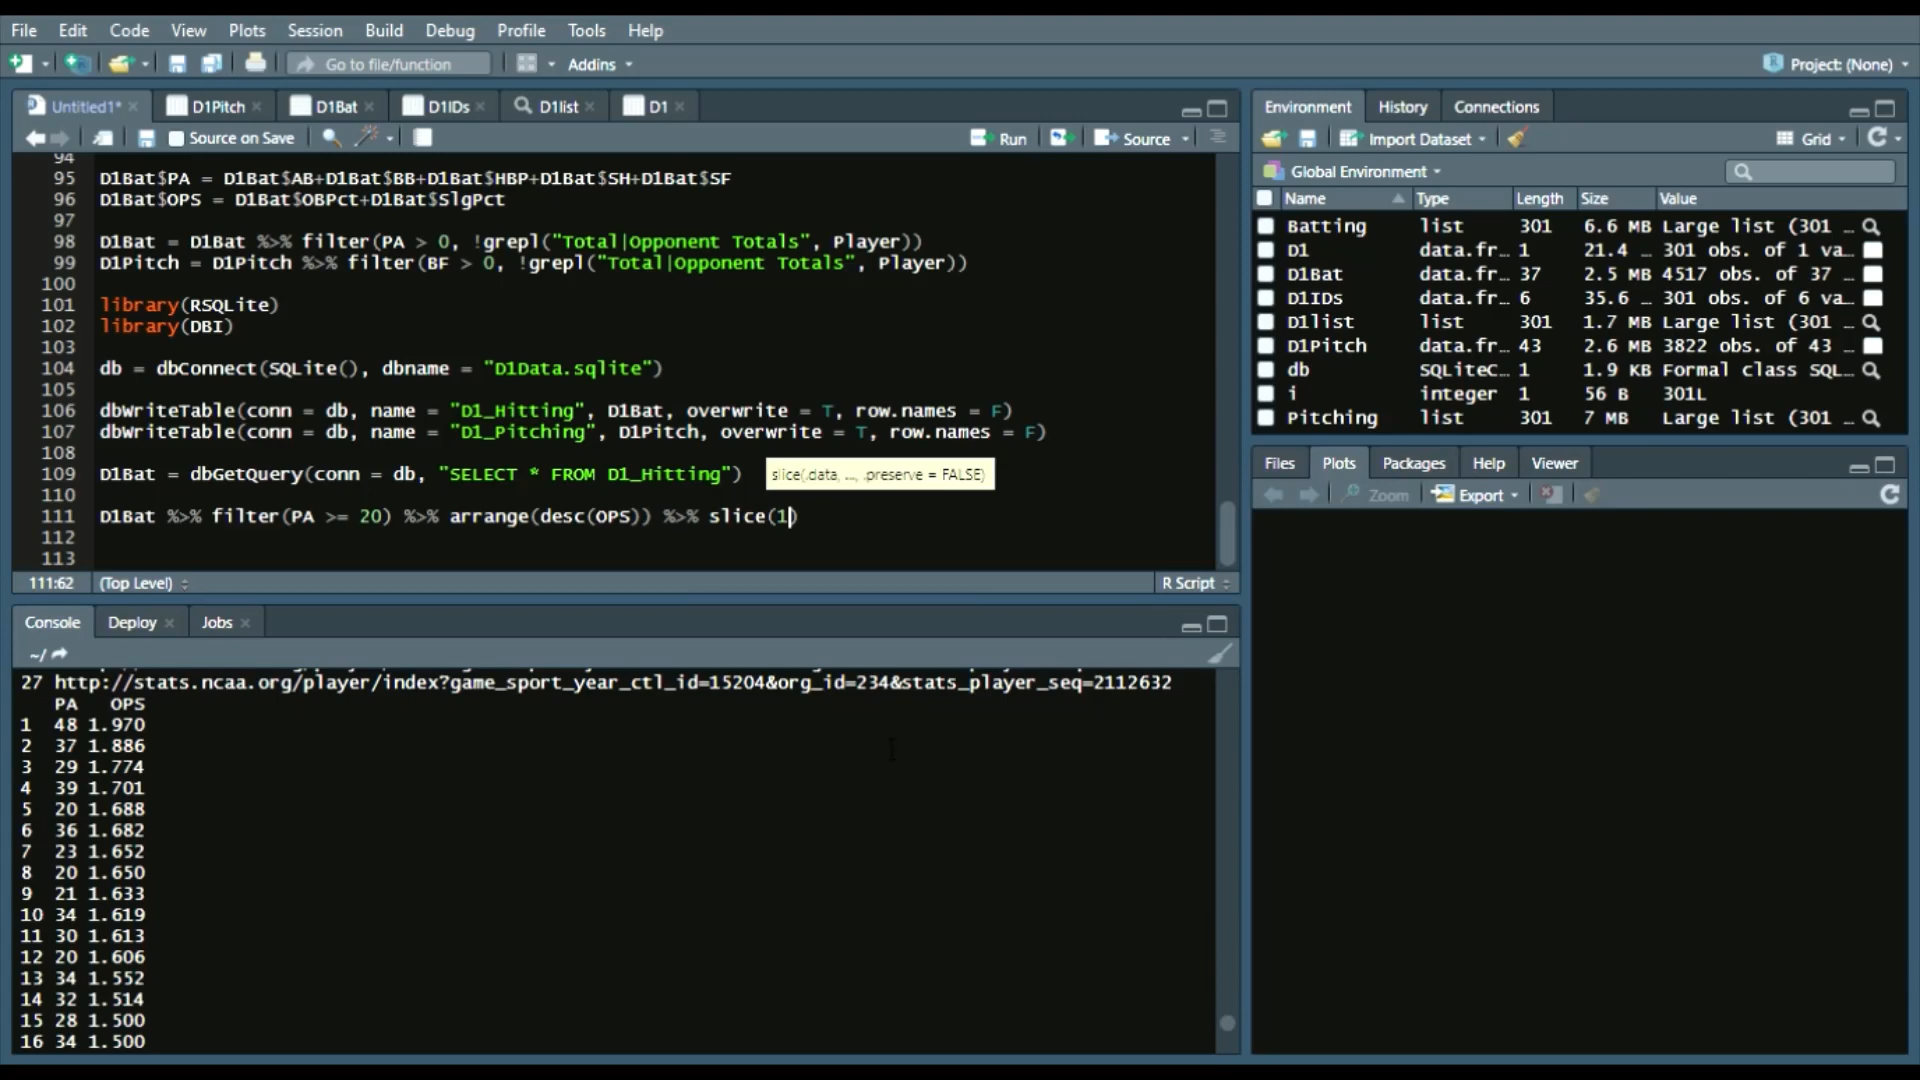 File Edit Code View Plots Session Build Debug Profile Tools Help
Go to file/function Addins Project: (None)
Untitled1* D1Pitch D1Bat D1IDs D1list D1
Source on Save Run Source
94
95 D1Bat$PA = D1Bat$AB+D1Bat$BB+D1Bat$HBP+D1Bat$SH+D1Bat$SF
96 D1Bat$OPS = D1Bat$OBPct+D1Bat$SlgPct
97
98 D1Bat = D1Bat %>% filter(PA > 0, !grepl("Total|Opponent Totals", Player))
99 D1Pitch = D1Pitch %>% filter(BF > 0, !grepl("Total|Opponent Totals", Player))
100
101 library(RSQLite)
102 library(DBI)
103
104 db = dbConnect(SQLite(), dbname = "D1Data.sqlite")
105
106 dbWriteTable(conn = db, name = "D1_Hitting", D1Bat, overwrite = T, row.names = F)
107 dbWriteTable(conn = db, name = "D1_Pitching", D1Pitch, overwrite = T, row.names = F)
108
109 D1Bat = dbGetQuery(conn = db, "SELECT * FROM D1_Hitting")
slice(.data, ..., .preserve = FALSE)
110
111 D1Bat %>% filter(PA >= 20) %>% arrange(desc(OPS)) %>% slice(1)
112
113
111:62 (Top Level) R Script
Console Deploy Jobs
~/
27 http://stats.ncaa.org/player/index?game_sport_year_ctl_id=15204&org_id=234&stats_player_seq=2112632
PA OPS
1 48 1.970
2 37 1.886
3 29 1.774
4 39 1.701
5 20 1.688
6 36 1.682
7 23 1.652
8 20 1.650
9 21 1.633
10 34 1.619
11 30 1.613
12 20 1.606
13 34 1.552
14 32 1.514
15 28 1.500
16 34 1.500
Environment History Connections
Import Dataset Grid
Global Environment
Name Type Length Size Value
Batting list 301 6.6 MB Large list (301 …
D1 data.fr… 1 21.4 … 301 obs. of 1 va…
D1Bat data.fr… 37 2.5 MB 4517 obs. of 37 …
D1IDs data.fr… 6 35.6 … 301 obs. of 6 va…
D1list list 301 1.7 MB Large list (301 …
D1Pitch data.fr… 43 2.6 MB 3822 obs. of 43 …
db SQLiteC… 1 1.9 KB Formal class SQL…
i integer 1 56 B 301L
Pitching list 301 7 MB Large list (301 …
Files Plots Packages Help Viewer
Zoom Export